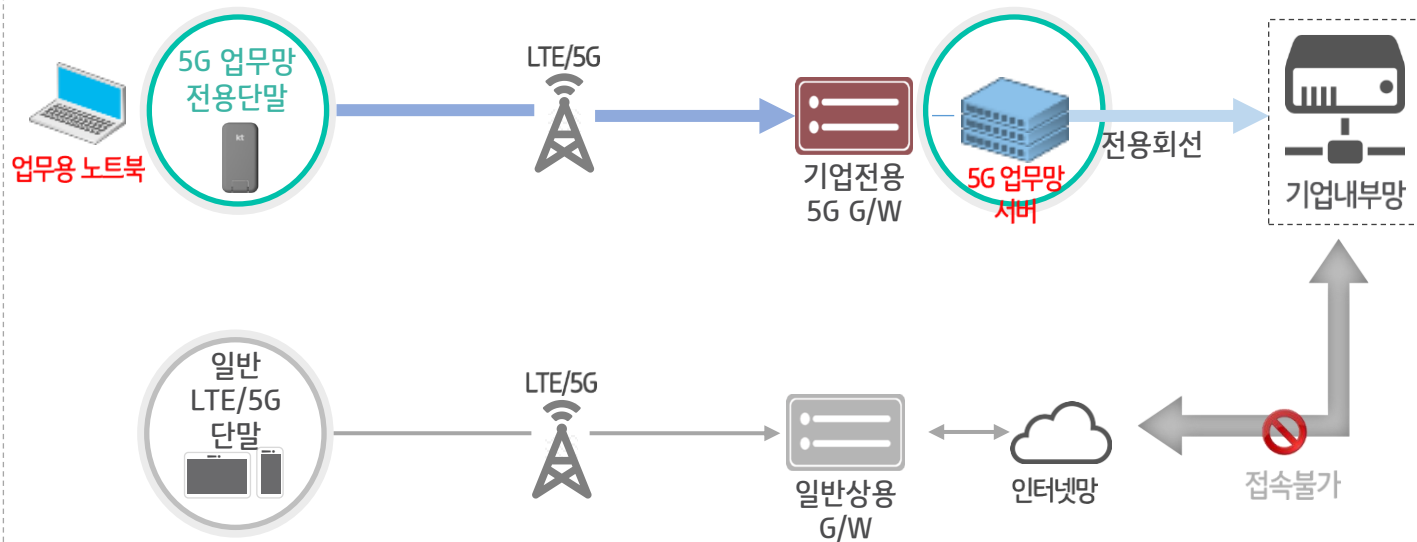 5G 업무망
전용단말
kt
업무용 노트북
LTE/5G
기업전용
5G G/W
5G 업무망
서버
전용회선
기업내부망
일반
LTE/5G
단말
LTE/5G
일반상용
G/W
인터넷망
접속불가